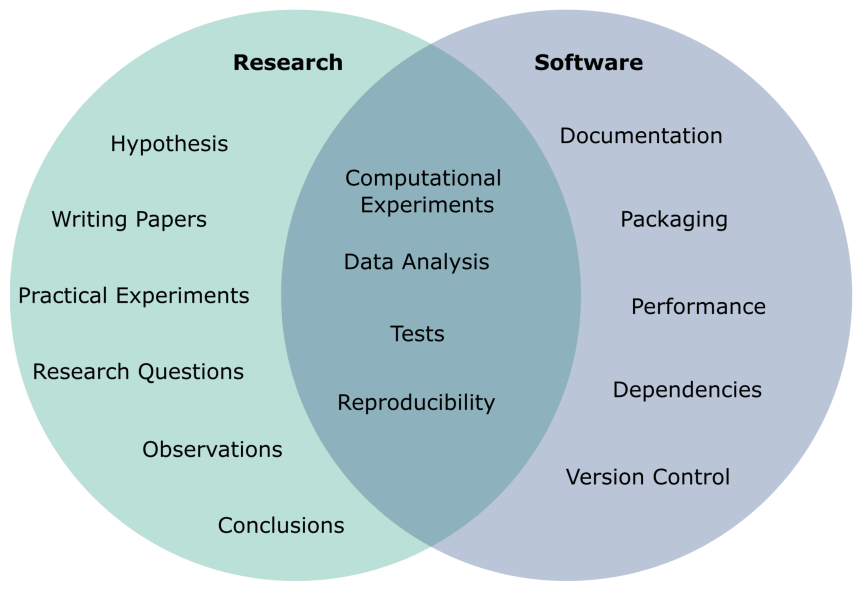 Research
Software
Hypothesis
Writing Papers
Practical Experiments
Research Questions
Observations
Conclusions
Computational
Experiments
Data Analysis
Tests
Reproducibility
Documentation
Packaging
Performance
Dependencies
Version Control